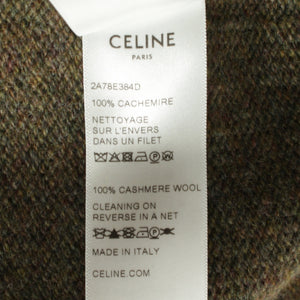 CELINE
PARIS
2A78E384D
100% CACHEMIRE
NETTOYAGE
SUR L'ENVERS
DANS UN FILET
100% CASHMERE WOOL
CLEANING ON
REVERSE IN A NET
MADE IN ITALY
CELINE.COM